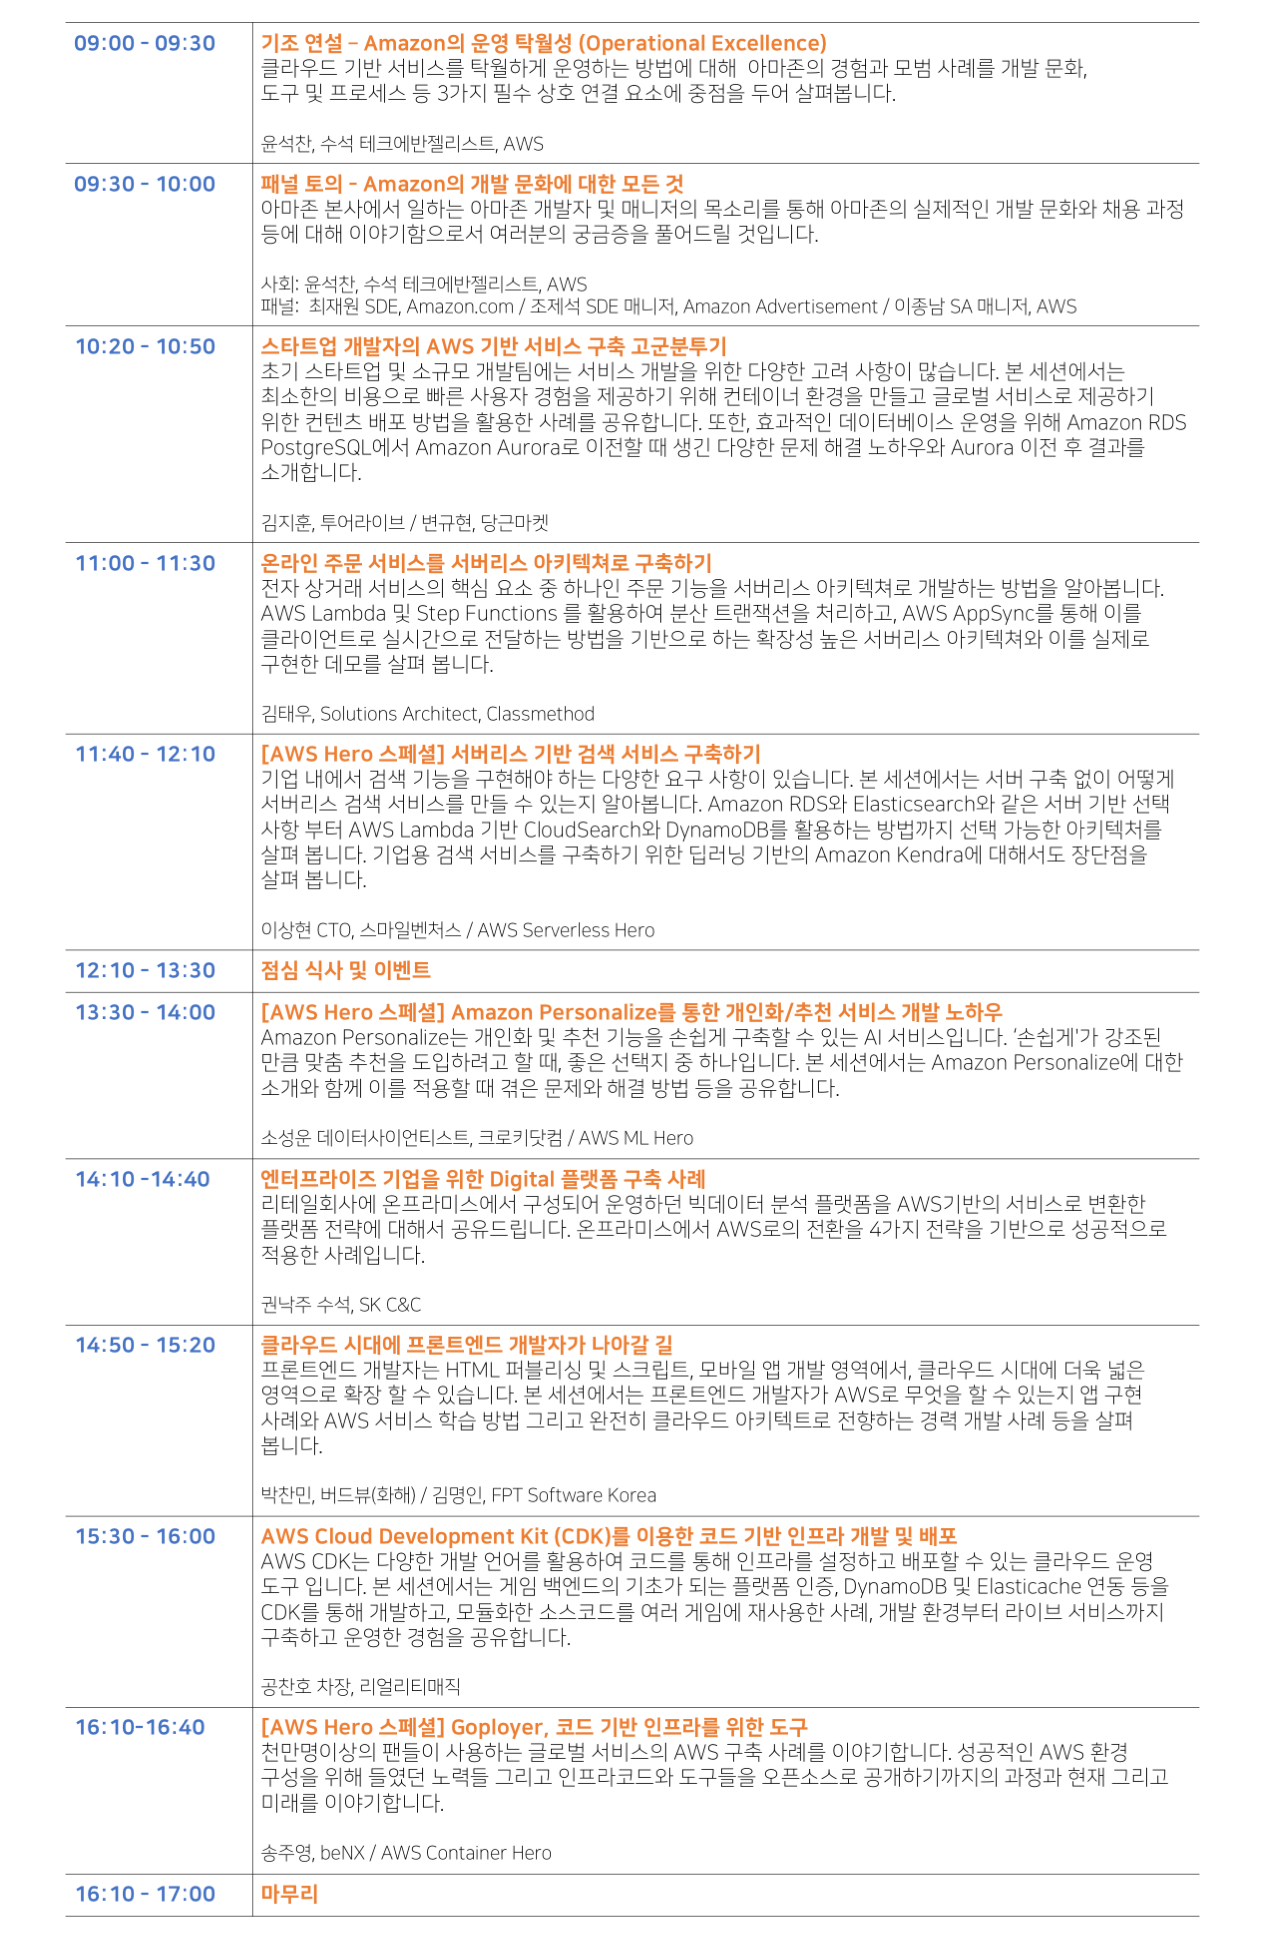 09:00 - 09:30
기조 연설 – Amazon의 운영 탁월성 (Operational Excellence)
클라우드 기반 서비스를 탁월하게 운영하는 방법에 대해  아마존의 경험과 모범 사례를 개발 문화,
도구 및 프로세스 등 3가지 필수 상호 연결 요소에 중점을 두어 살펴봅니다.
윤석찬, 수석 테크에반젤리스트, AWS
09:30 - 10:00
패널 토의 - Amazon의 개발 문화에 대한 모든 것
아마존 본사에서 일하는 아마존 개발자 및 매니저의 목소리를 통해 아마존의 실제적인 개발 문화와 채용 과정
등에 대해 이야기함으로서 여러분의 궁금증을 풀어드릴 것입니다.
사회: 윤석찬, 수석 테크에반젤리스트, AWS
패널:  최재원 SDE, Amazon.com / 조제석 SDE 매니저, Amazon Advertisement / 이종남 SA 매니저, AWS
10:20 - 10:50
스타트업 개발자의 AWS 기반 서비스 구축 고군분투기
초기 스타트업 및 소규모 개발팀에는 서비스 개발을 위한 다양한 고려 사항이 많습니다. 본 세션에서는
최소한의 비용으로 빠른 사용자 경험을 제공하기 위해 컨테이너 환경을 만들고 글로벌 서비스로 제공하기
위한 컨텐츠 배포 방법을 활용한 사례를 공유합니다. 또한, 효과적인 데이터베이스 운영을 위해 Amazon RDS
PostgreSQL에서 Amazon Aurora로 이전할 때 생긴 다양한 문제 해결 노하우와 Aurora 이전 후 결과를
소개합니다.
김지훈, 투어라이브 / 변규현, 당근마켓
11:00 - 11:30
온라인 주문 서비스를 서버리스 아키텍쳐로 구축하기
전자 상거래 서비스의 핵심 요소 중 하나인 주문 기능을 서버리스 아키텍쳐로 개발하는 방법을 알아봅니다.
AWS Lambda 및 Step Functions 를 활용하여 분산 트랜잭션을 처리하고, AWS AppSync를 통해 이를
클라이언트로 실시간으로 전달하는 방법을 기반으로 하는 확장성 높은 서버리스 아키텍쳐와 이를 실제로
구현한 데모를 살펴 봅니다.
김태우, Solutions Architect, Classmethod
11:40 - 12:10
[AWS Hero 스페셜] 서버리스 기반 검색 서비스 구축하기
기업 내에서 검색 기능을 구현해야 하는 다양한 요구 사항이 있습니다. 본 세션에서는 서버 구축 없이 어떻게
서버리스 검색 서비스를 만들 수 있는지 알아봅니다. Amazon RDS와 Elasticsearch와 같은 서버 기반 선택
사항 부터 AWS Lambda 기반 CloudSearch와 DynamoDB를 활용하는 방법까지 선택 가능한 아키텍처를
살펴 봅니다. 기업용 검색 서비스를 구축하기 위한 딥러닝 기반의 Amazon Kendra에 대해서도 장단점을
살펴 봅니다.
이상현 CTO, 스마일벤처스 / AWS Serverless Hero
12:10 - 13:30
점심 식사 및 이벤트
13:30 - 14:00
[AWS Hero 스페셜] Amazon Personalize를 통한 개인화/추천 서비스 개발 노하우
Amazon Personalize는 개인화 및 추천 기능을 손쉽게 구축할 수 있는 AI 서비스입니다. ‘손쉽게'가 강조된
만큼 맞춤 추천을 도입하려고 할 때, 좋은 선택지 중 하나입니다. 본 세션에서는 Amazon Personalize에 대한
소개와 함께 이를 적용할 때 겪은 문제와 해결 방법 등을 공유합니다.
소성운 데이터사이언티스트, 크로키닷컴 / AWS ML Hero
14:10 -14:40
엔터프라이즈 기업을 위한 Digital 플랫폼 구축 사례
리테일회사에 온프라미스에서 구성되어 운영하던 빅데이터 분석 플랫폼을 AWS기반의 서비스로 변환한
플랫폼 전략에 대해서 공유드립니다. 온프라미스에서 AWS로의 전환을 4가지 전략을 기반으로 성공적으로
적용한 사례입니다.
권낙주 수석, SK C&C
14:50 - 15:20
클라우드 시대에 프론트엔드 개발자가 나아갈 길
프론트엔드 개발자는 HTML 퍼블리싱 및 스크립트, 모바일 앱 개발 영역에서, 클라우드 시대에 더욱 넓은
영역으로 확장 할 수 있습니다. 본 세션에서는 프론트엔드 개발자가 AWS로 무엇을 할 수 있는지 앱 구현
사례와 AWS 서비스 학습 방법 그리고 완전히 클라우드 아키텍트로 전향하는 경력 개발 사례 등을 살펴
봅니다.
박찬민, 버드뷰(화해) / 김명인, FPT Software Korea
15:30 - 16:00
AWS Cloud Development Kit (CDK)를 이용한 코드 기반 인프라 개발 및 배포
AWS CDK는 다양한 개발 언어를 활용하여 코드를 통해 인프라를 설정하고 배포할 수 있는 클라우드 운영
도구 입니다. 본 세션에서는 게임 백엔드의 기초가 되는 플랫폼 인증, DynamoDB 및 Elasticache 연동 등을
CDK를 통해 개발하고, 모듈화한 소스코드를 여러 게임에 재사용한 사례, 개발 환경부터 라이브 서비스까지
구축하고 운영한 경험을 공유합니다.
공찬호 차장, 리얼리티매직
16:10-16:40
[AWS Hero 스페셜] Goployer, 코드 기반 인프라를 위한 도구
천만명이상의 팬들이 사용하는 글로벌 서비스의 AWS 구축 사례를 이야기합니다. 성공적인 AWS 환경
구성을 위해 들였던 노력들 그리고 인프라코드와 도구들을 오픈소스로 공개하기까지의 과정과 현재 그리고
미래를 이야기합니다.
송주영, beNX / AWS Container Hero
16:10 - 17:00
마무리